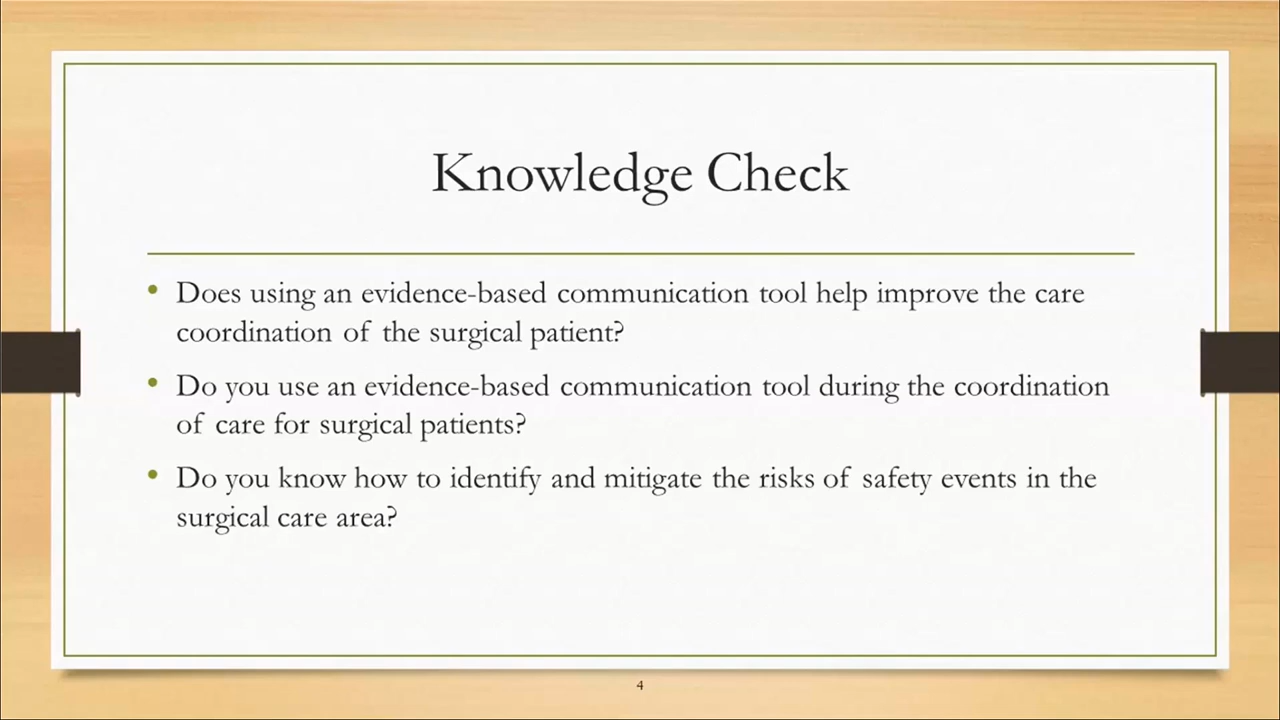 Knowledge Check
• Does using an evidence-based communication tool help improve the care
coordination of the surgical patient?
• Do you use an evidence-based communication tool during the coordination
of care for surgical patients?
• Do you know how to identify and mitigate the risks of safety events in the
surgical care area?
4